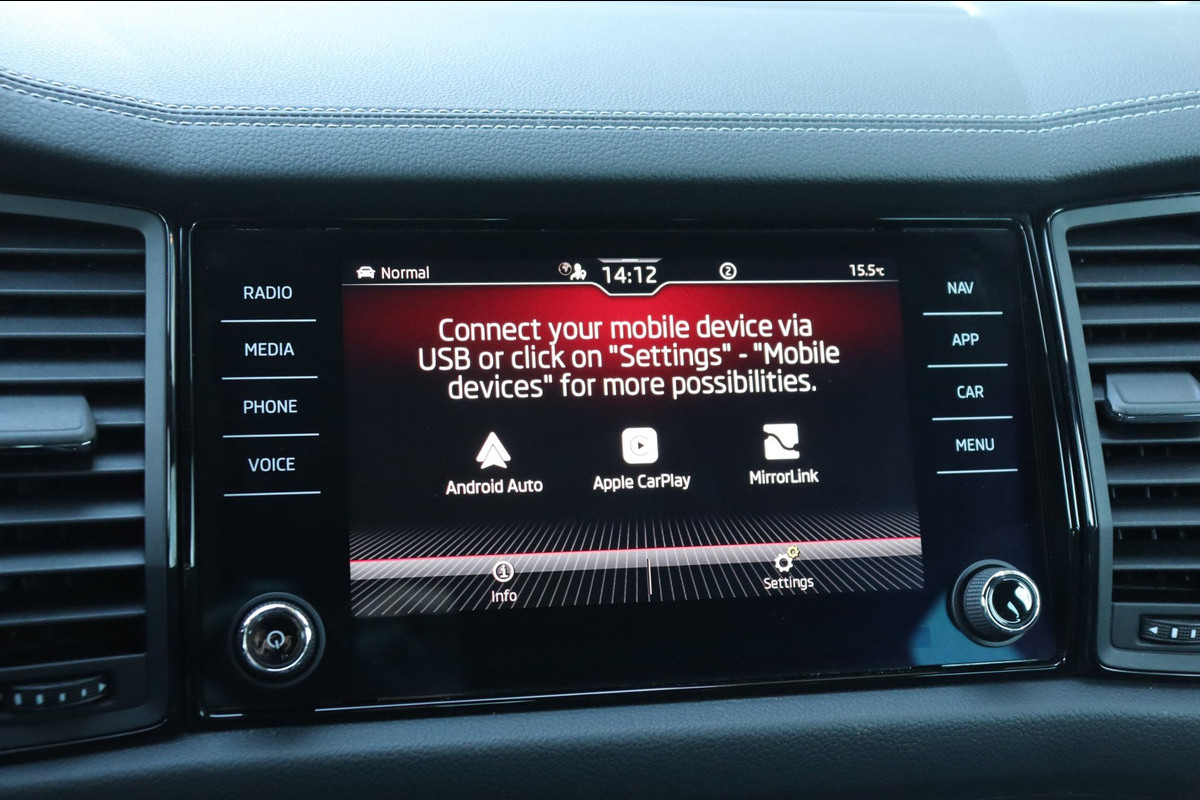 Normal 14:12 2 15.5°C
RADIO
MEDIA
PHONE
VOICE
Connect your mobile device via
USB or click on "Settings" - "Mobile
devices" for more possibilities.
Android Auto Apple CarPlay MirrorLink
Info Settings
NAV
APP
CAR
MENU